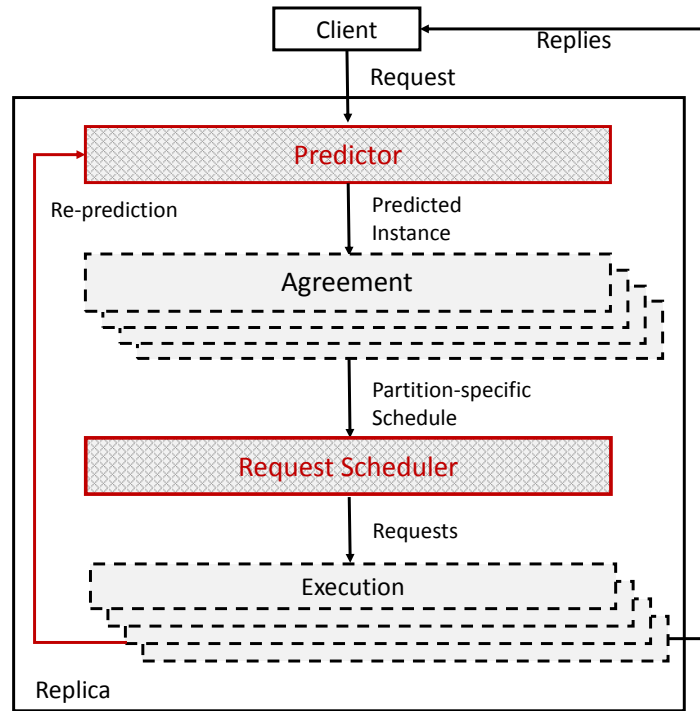 Client
Replies
Request
Predictor
Re-prediction
Predicted
Instance
Agreement
Partition-specific
Schedule
Request Scheduler
Requests
Execution
Replica